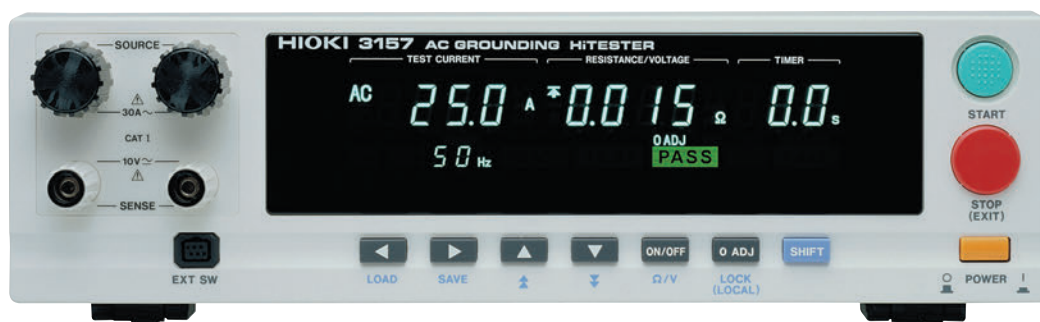 SOURCE
30A~
CAT I
10V≂
SENSE
EXT SW
HIOKI 3157 AC GROUNDING HiTESTER
TEST CURRENT
RESISTANCE/VOLTAGE
TIMER
AC 25.0 A 0.015 Ω 0.0 s
0 ADJ
50 Hz
PASS
START
STOP
(EXIT)
ON/OFF
0 ADJ
SHIFT
LOAD
SAVE
Ω/V
LOCK
(LOCAL)
POWER